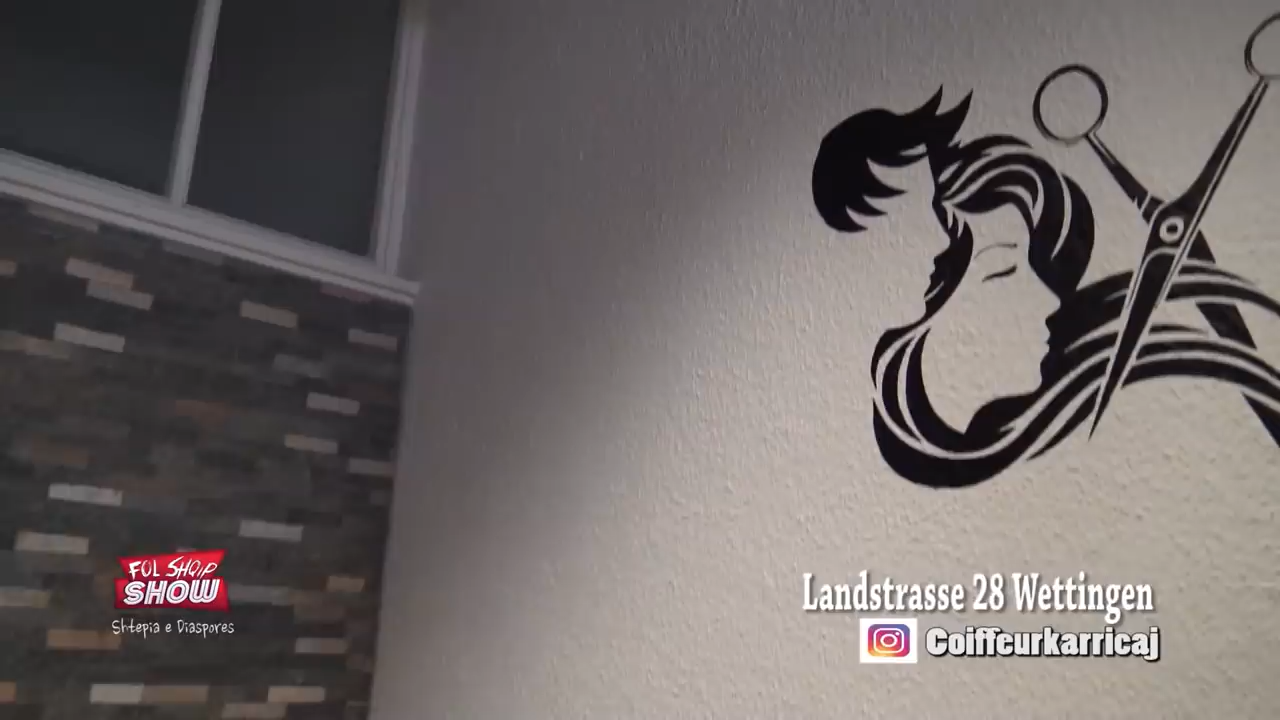 FOL SHQIP
SHOW
Shtepia e Diaspores
Landstrasse 28 Wettingen
Coiffeurkarricaj